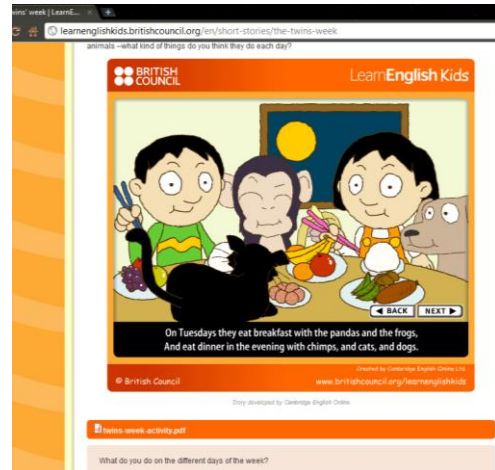 wins' week | LearnE...
learnenglishkids.britishcouncil.org/en/short-stories/the-twins-week
animals –what kind of things do you think they do each day?
BRITISH
COUNCIL
LearnEnglish Kids
BACK NEXT
On Tuesdays they eat breakfast with the pandas and the frogs,
And eat dinner in the evening with chimps, and cats, and dogs.
Created by Cambridge English Online Ltd.
© British Council
www.britishcouncil.org/learnenglishkids
Story developed by Cambridge English Online
twins-week-activity.pdf
What do you do on the different days of the week?